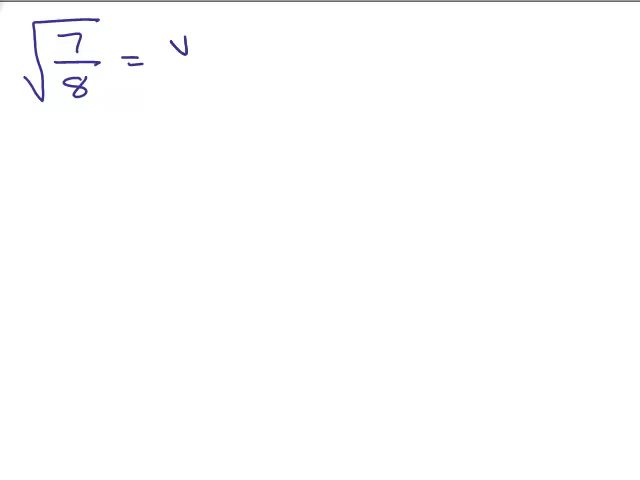 √(7/8) = √